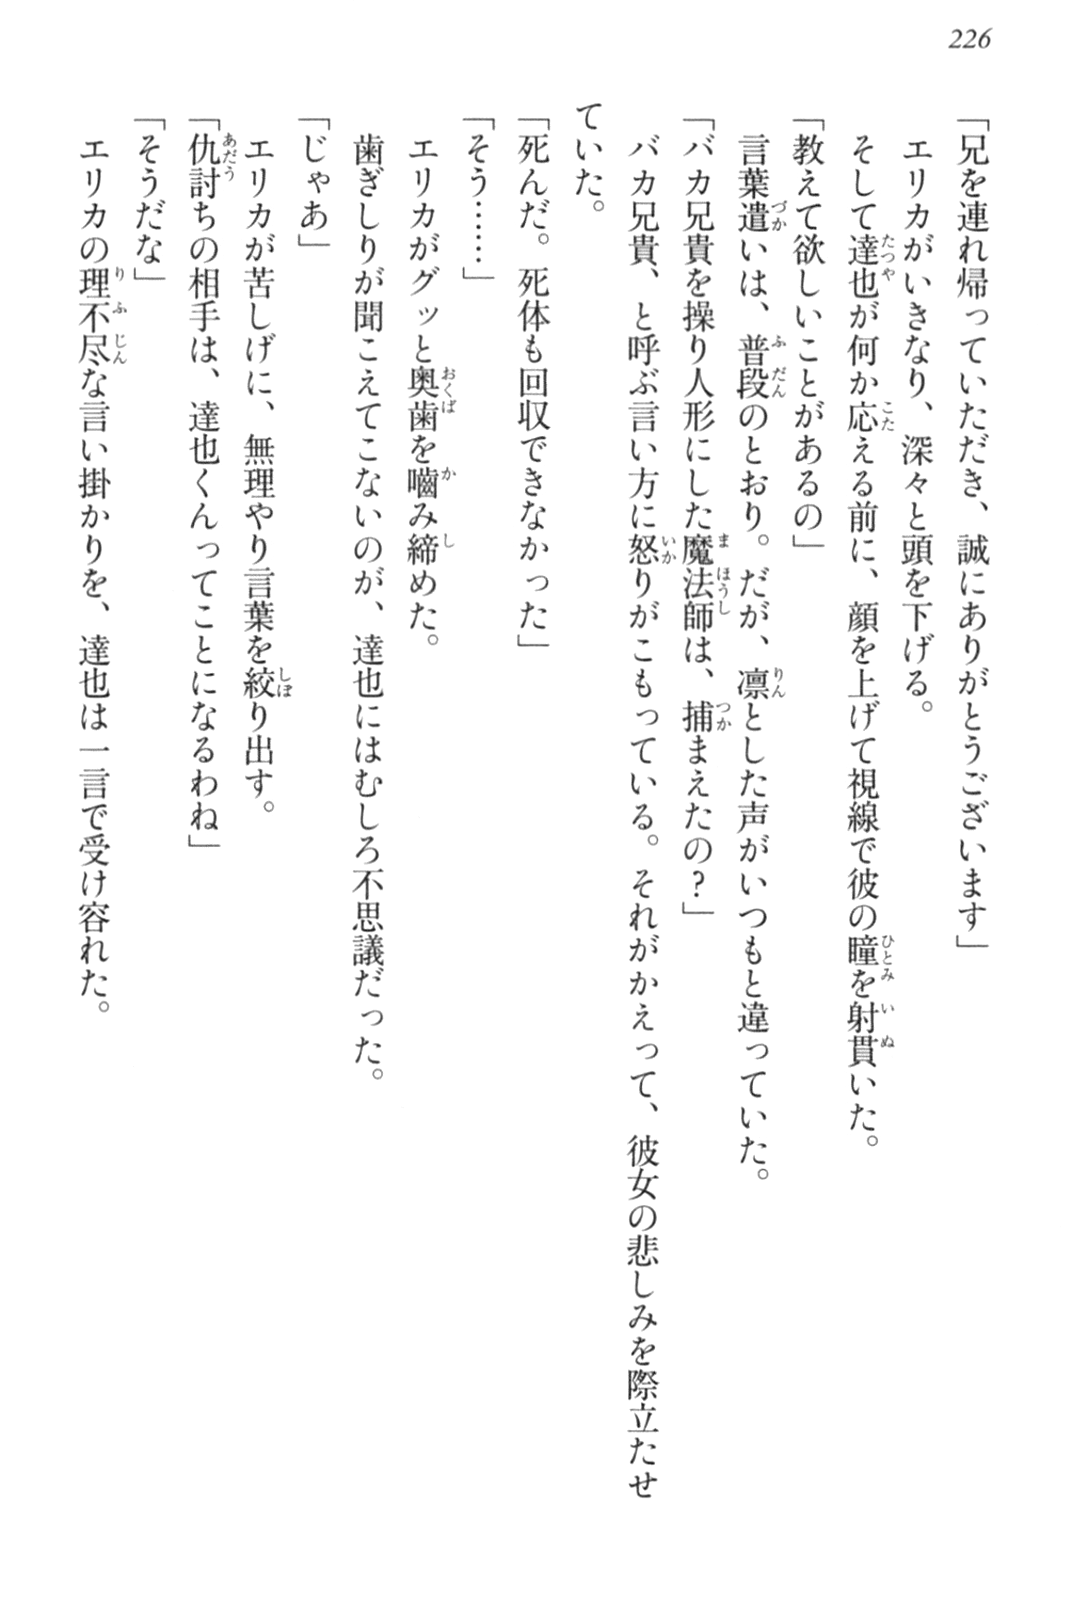 226
「兄を連れ帰っていただき、誠にありがとうございます」
エリカがいきなり、深々と頭を下げる。
そして達也が何か応える前に、顔を上げて視線で彼の瞳を射貫いた。
「教えて欲しいことがあるの」
言葉遣いは、普段のとおり。だが、凛とした声がいつもと違っていた。
「バカ兄貴を操り人形にした魔法師は、捕まえたの?」
バカ兄貴、と呼ぶ言い方に怒りがこもっている。それがかえって、彼女の悲しみを際立たせ
ていた。
「死んだ。死体も回収できなかった」
「そう……」
エリカがグッと奥歯を嚙み締めた。
歯ぎしりが聞こえてこないのが、達也にはむしろ不思議だった。
「じゃあ」
エリカが苦しげに、無理やり言葉を絞り出す。
「仇討ちの相手は、達也くんってことになるわね」
「そうだな」
エリカの理不尽な言い掛かりを、達也は一言で受け容れた。